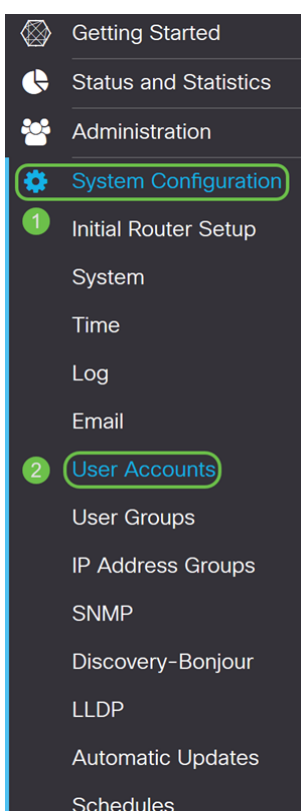 Getting Started
Status and Statistics
Administration
System Configuration
1 Initial Router Setup
System
Time
Log
Email
2 User Accounts
User Groups
IP Address Groups
SNMP
Discovery-Bonjour
LLDP
Automatic Updates
Schedules